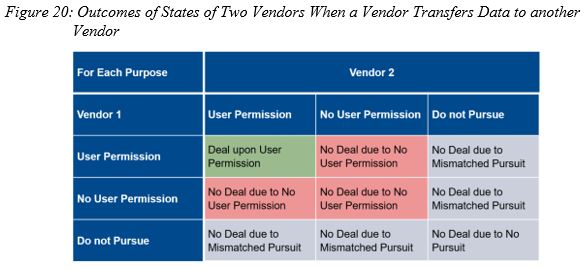 Figure 20: Outcomes of States of Two Vendors When a Vendor Transfers Data to another
Vendor
For Each Purpose
Vendor 2
Vendor 1
User Permission
No User Permission
Do not Pursue
User Permission
Deal upon User
Permission
No Deal due to No
User Permission
No Deal due to
Mismatched Pursuit
No User Permission
No Deal due to No
User Permission
No Deal due to No
User Permission
No Deal due to
Mismatched Pursuit
Do not Pursue
No Deal due to
Mismatched Pursuit
No Deal due to
Mismatched Pursuit
No Deal due to No
Pursuit